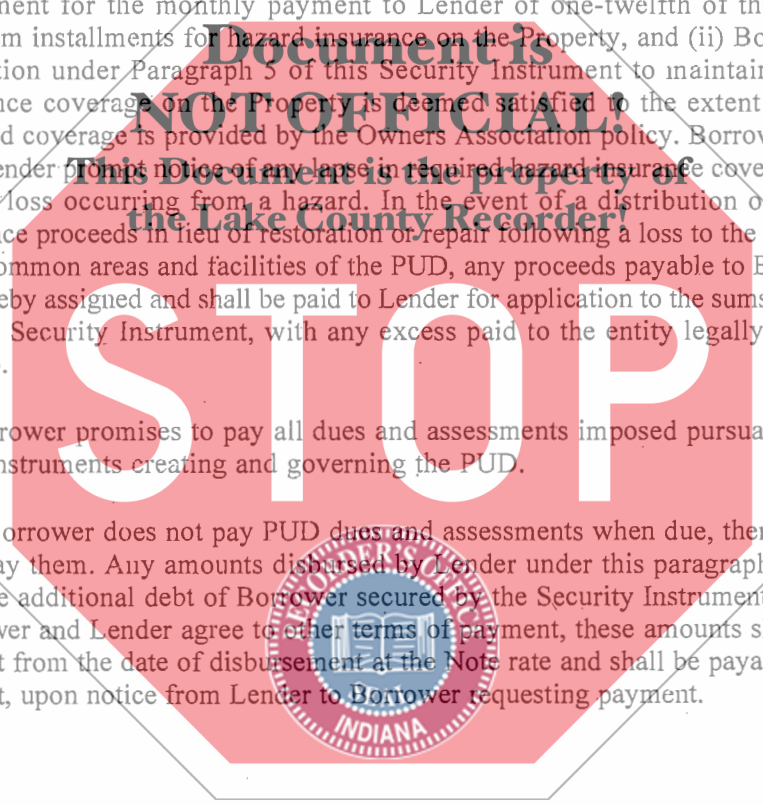 ment for the monthly payment to Lender of one-twelfth of th
m installments for hazard insurance on the Property, and (ii) Bo
Document is
tion under Paragraph 5 of this Security Instrument to maintain
nce coverage on the Property is deemed satisfied to the extent
NOT OFFICIAL!
d coverage is provided by the Owners Association policy. Borrow
ender prompt notice of any lapse in required hazard insurance cove
This Document is the property of
loss occurring from a hazard. In the event of a distribution o
the Lake County Recorder!
ce proceeds in lieu of restoration or repair following a loss to the
ommon areas and facilities of the PUD, any proceeds payable to B
eby assigned and shall be paid to Lender for application to the sums
Security Instrument, with any excess paid to the entity legally
STOP
rower promises to pay all dues and assessments imposed pursua
nstruments creating and governing the PUD.
orrower does not pay PUD dues and assessments when due, then
ay them. Any amounts disbursed by Lender under this paragraph
e additional debt of Borrower secured by the Security Instrument
RECORDER'S OFFICE
wer and Lender agree to other terms of payment, these amounts s
t from the date of disbursement at the Note rate and shall be paya
t, upon notice from Lender to Borrower requesting payment.
INDIANA